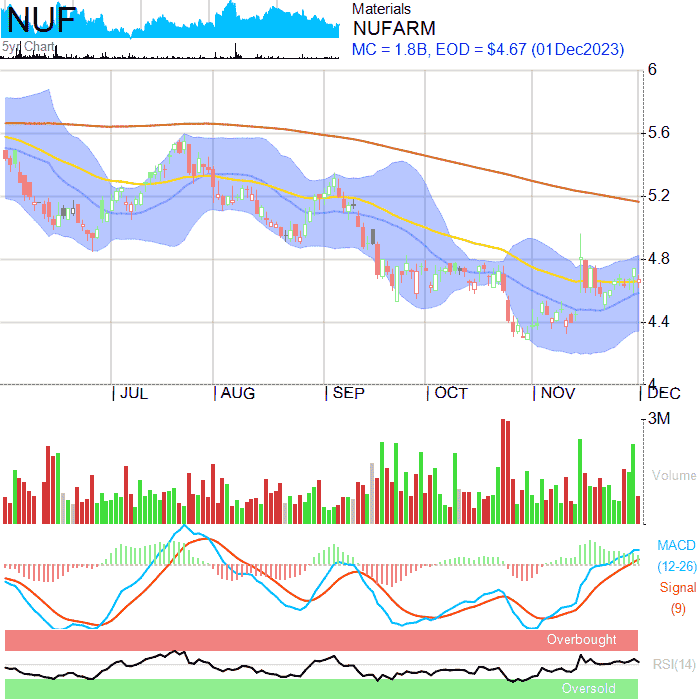 NUF
5yr Chart
Materials
NUFARM
MC = 1.8B, EOD = $4.67 (01Dec2023)
6
5.6
5.2
4.8
4.4
4
JUL AUG SEP OCT NOV DEC
3M
Volume
MACD
(12-26)
Signal
(9)
Overbought
RSI(14)
Oversold